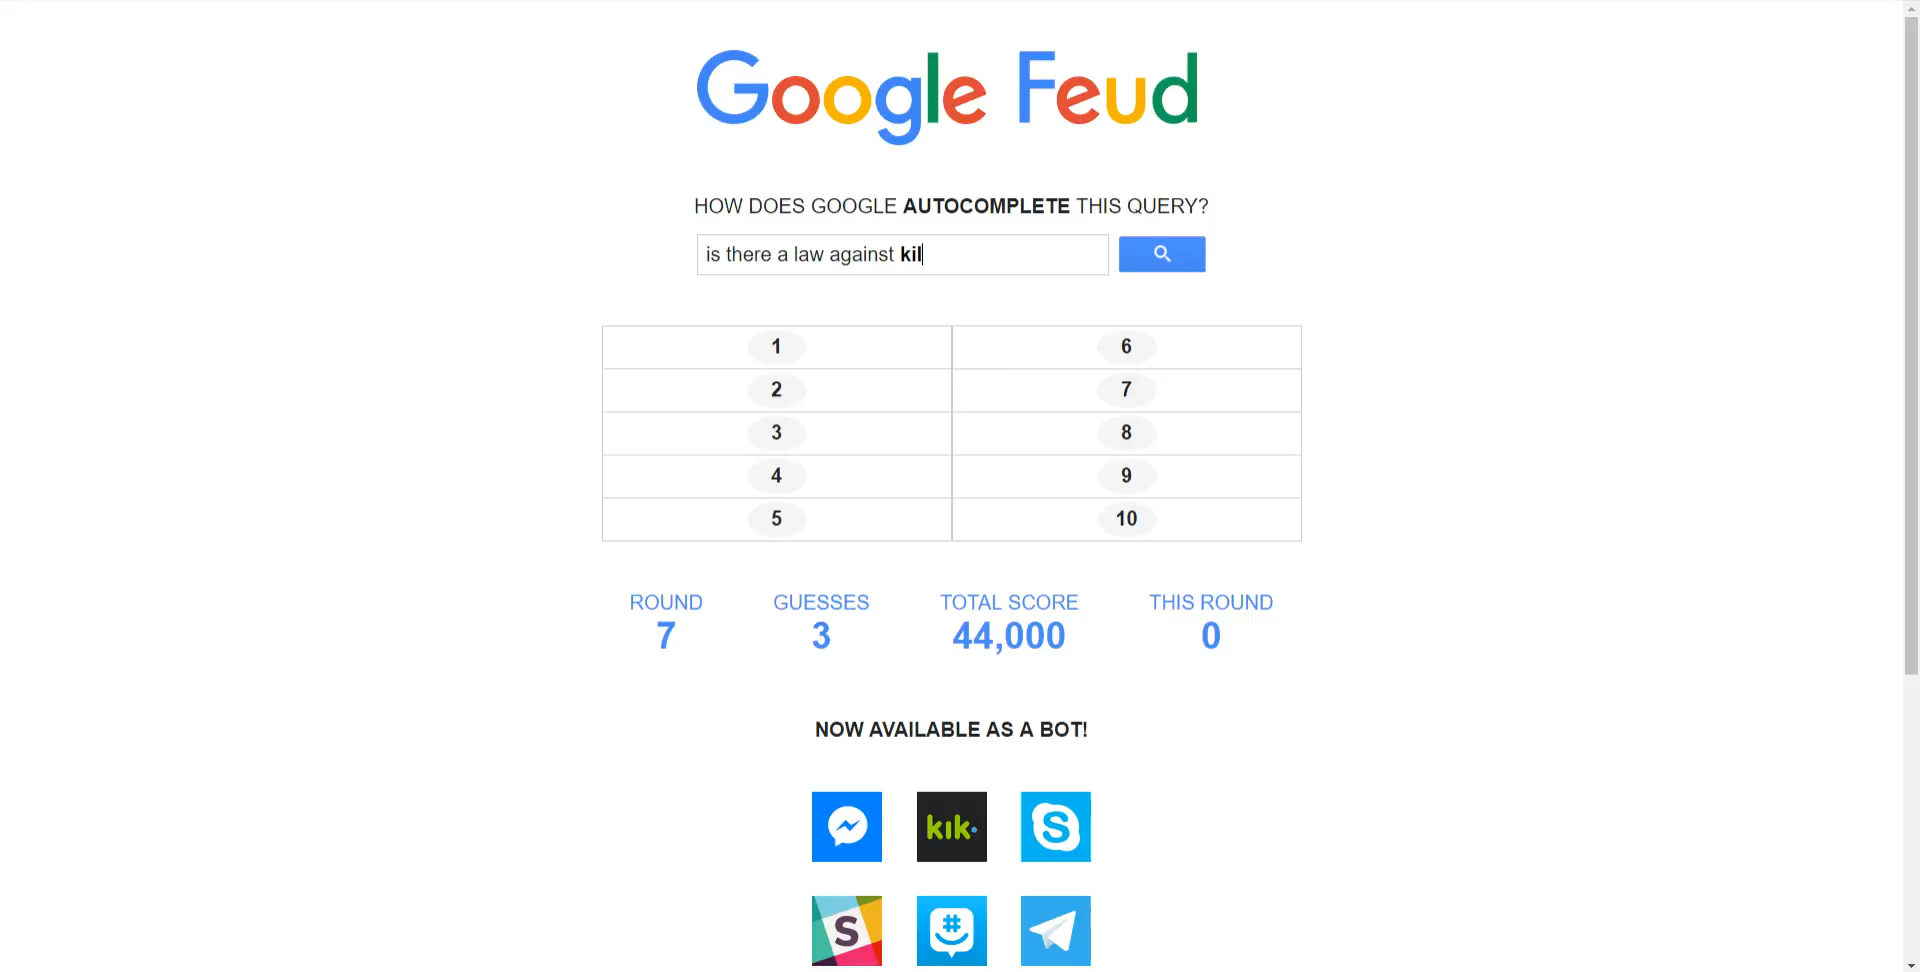 Google Feud
HOW DOES GOOGLE AUTOCOMPLETE THIS QUERY?
is there a law against kil
1 6
2 7
3 8
4 9
5 10
ROUND GUESSES TOTAL SCORE THIS ROUND
7 3 44,000 0
NOW AVAILABLE AS A BOT!
kik
S
S
#